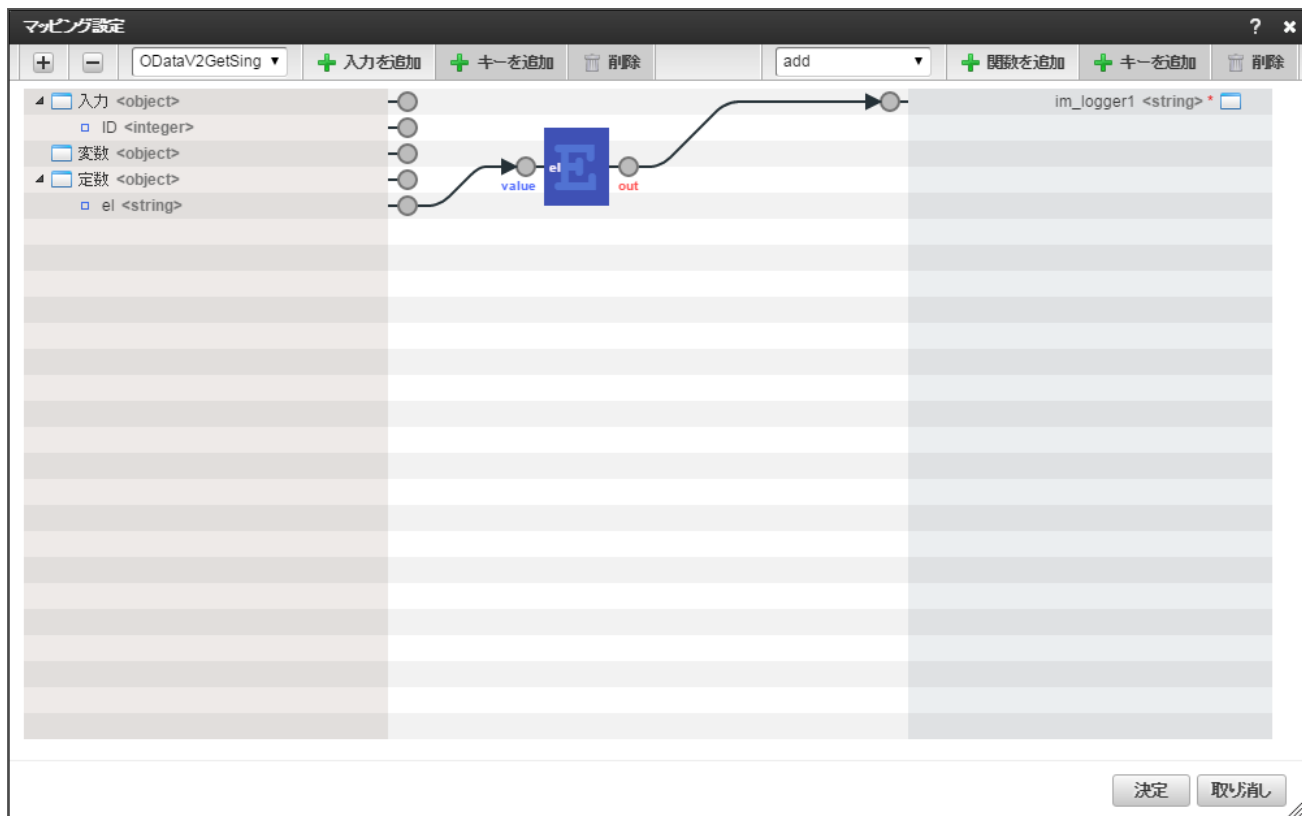 マッピング設定 ? ×
+ − ODataV2GetSing ▼ 入力を追加 キーを追加 削除 add ▼ 関数を追加 キーを追加 削除
入力 <object> im_logger1 <string> *
ID <integer>
変数 <object>
el E
定数 <object> value out
el <string>
決定 取り消し